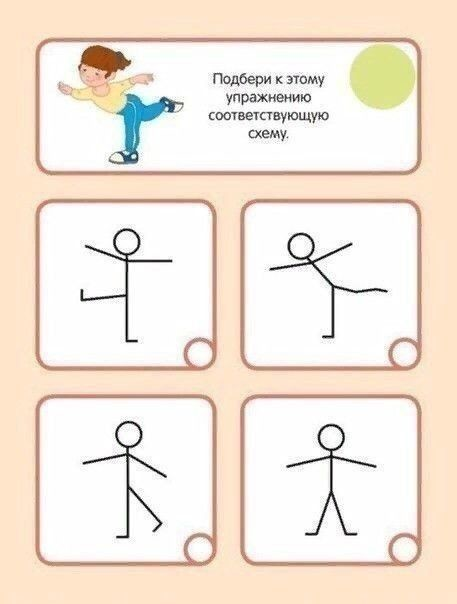 Подбери к этому
упражнению
соответствующую
схему.